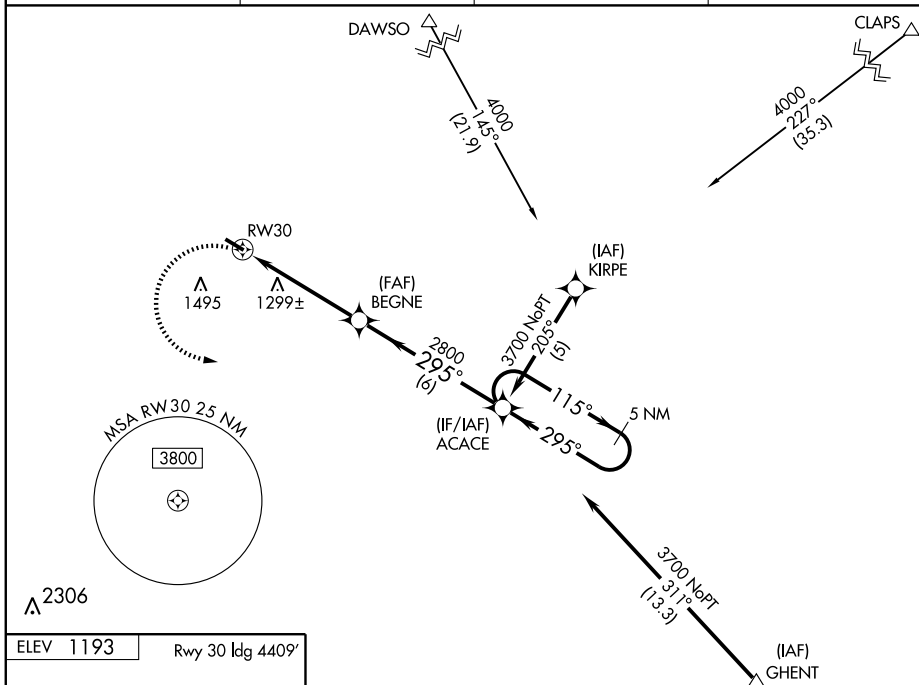 DAWSO
CLAPS
4000
145°
(21.9)
4000
227°
(35.3)
RW30
(IAF)
KIRPE
1495
1299±
(FAF)
BEGNE
3700 NoPT
205°
(5)
2800
295°
(6)
115°
5 NM
(IF/IAF)
ACACE
295°
MSA RW30 25 NM
3800
3700 NoPT
311°
(13.3)
2306
ELEV 1193
Rwy 30 ldg 4409'
(IAF)
GHENT